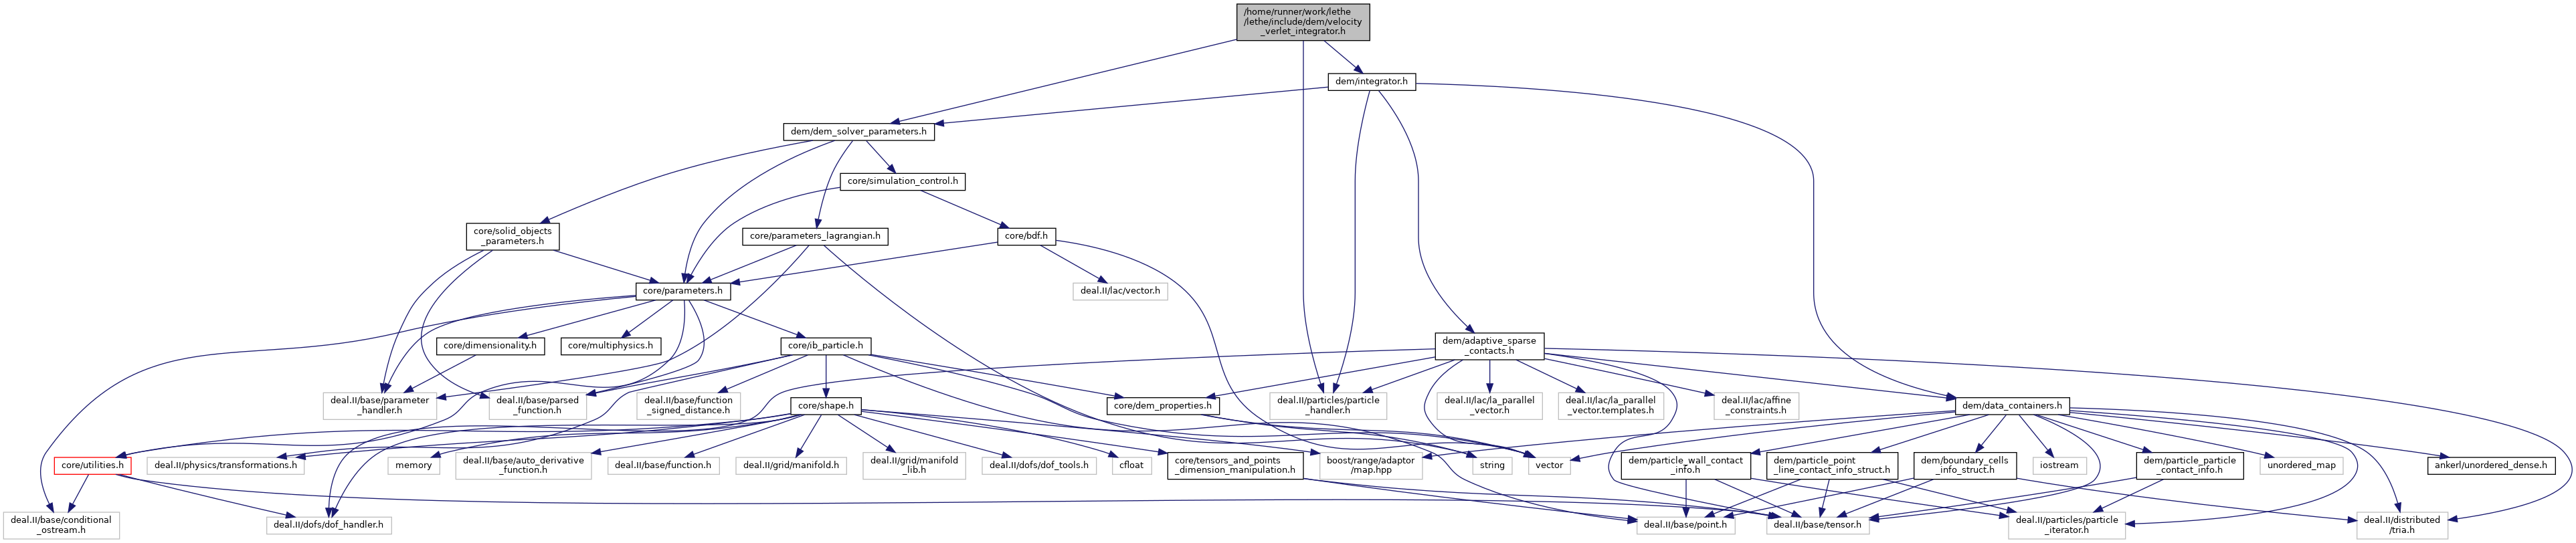 /home/runner/work/lethe
/lethe/include/dem/velocity
_verlet_integrator.h
dem/integrator.h
dem/dem_solver_parameters.h
core/simulation_control.h
core/solid_objects
_parameters.h
core/parameters_lagrangian.h
core/bdf.h
core/parameters.h
deal.II/lac/vector.h
core/dimensionality.h
core/multiphysics.h
core/ib_particle.h
dem/adaptive_sparse
_contacts.h
deal.II/base/parameter
_handler.h
deal.II/base/parsed
_function.h
deal.II/base/function
_signed_distance.h
core/shape.h
core/dem_properties.h
deal.II/particles/particle
_handler.h
deal.II/lac/la_parallel
_vector.h
deal.II/lac/la_parallel
_vector.templates.h
deal.II/lac/affine
_constraints.h
dem/data_containers.h
core/utilities.h
deal.II/physics/transformations.h
memory
deal.II/base/auto_derivative
_function.h
deal.II/base/function.h
deal.II/grid/manifold.h
deal.II/grid/manifold
_lib.h
deal.II/dofs/dof_tools.h
cfloat
core/tensors_and_points
_dimension_manipulation.h
boost/range/adaptor
/map.hpp
string
vector
dem/particle_wall_contact
_info.h
dem/particle_point
_line_contact_info_struct.h
dem/boundary_cells
_info_struct.h
iostream
dem/particle_particle
_contact_info.h
unordered_map
ankerl/unordered_dense.h
deal.II/base/conditional
_ostream.h
deal.II/dofs/dof_handler.h
deal.II/base/point.h
deal.II/base/tensor.h
deal.II/particles/particle
_iterator.h
deal.II/distributed
/tria.h